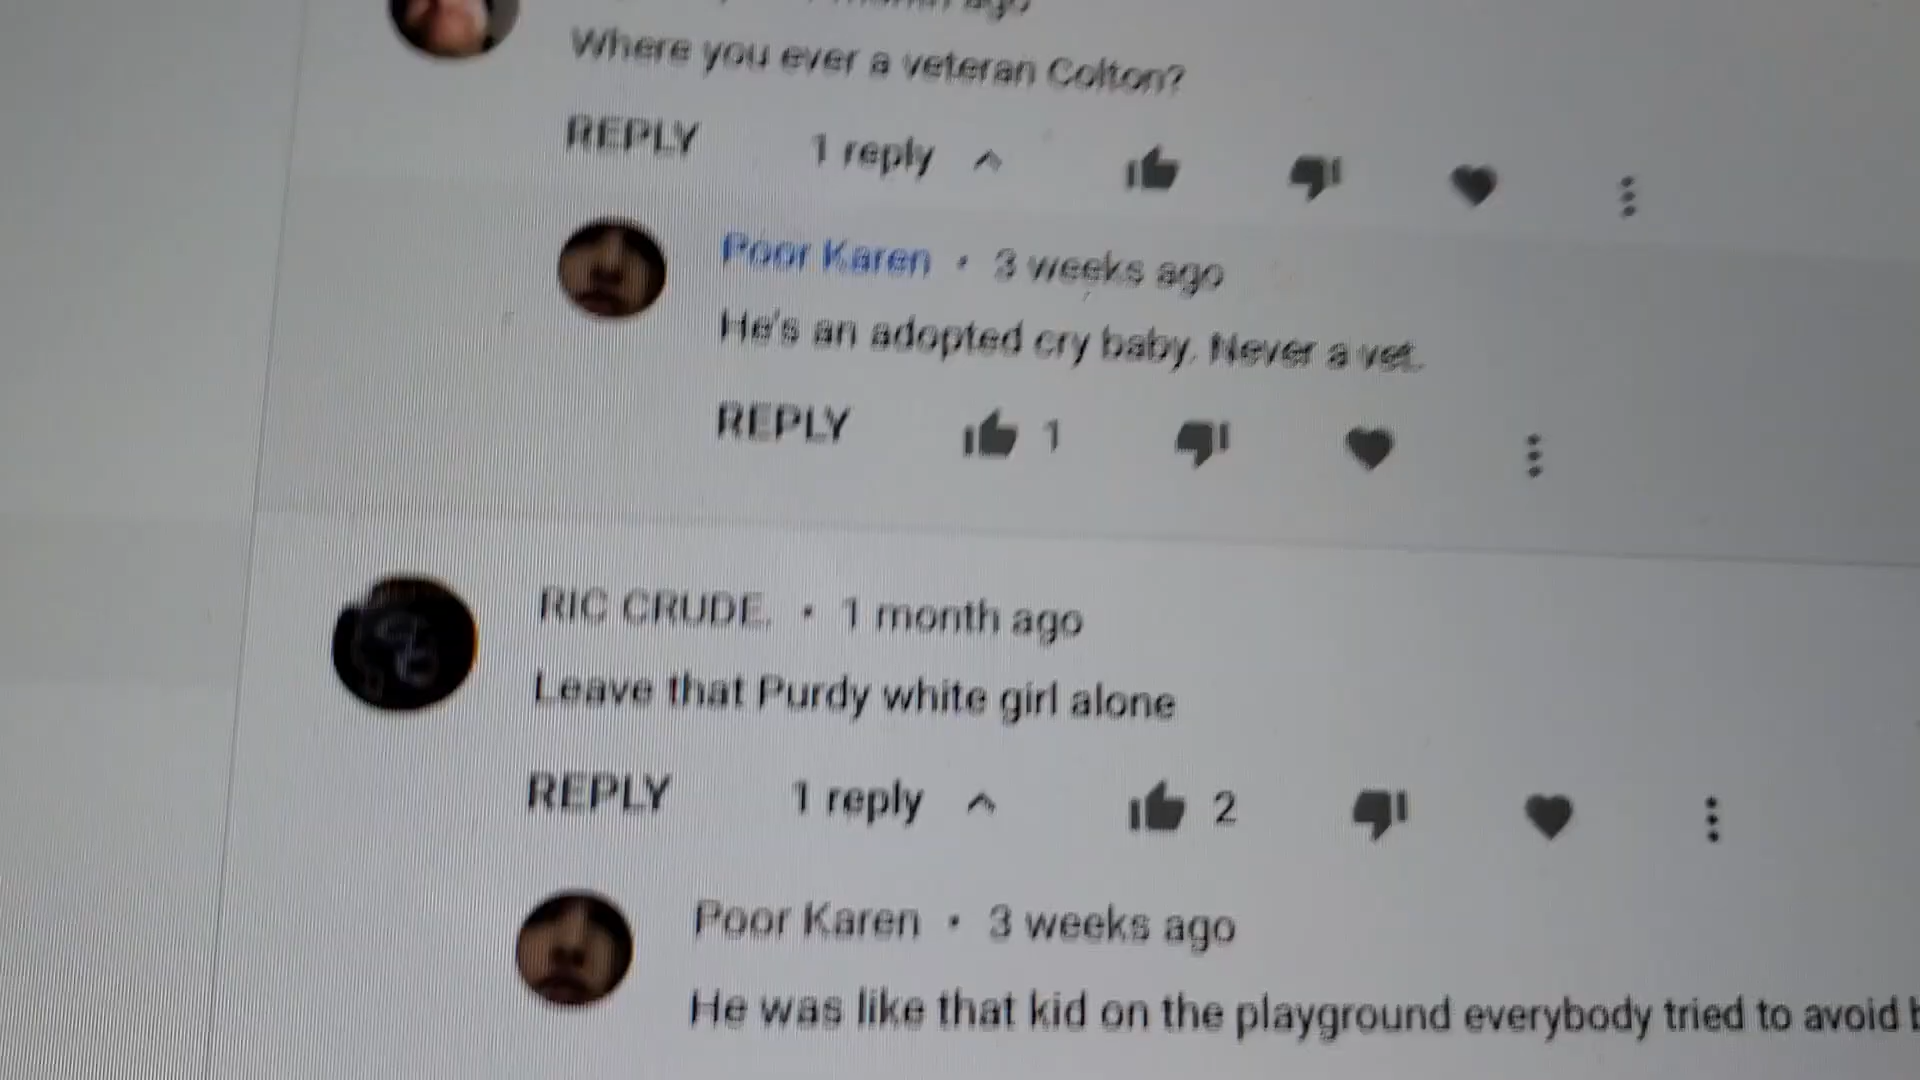 month ago
Where you ever a veteran Colton?
REPLY 1 reply
Poor Karen • 3 weeks ago
He's an adopted cry baby. Never a vet.
REPLY 1
RIC CRUDE. • 1 month ago
Leave that Purdy white girl alone
REPLY 1 reply 2
Poor Karen • 3 weeks ago
He was like that kid on the playground everybody tried to avoid